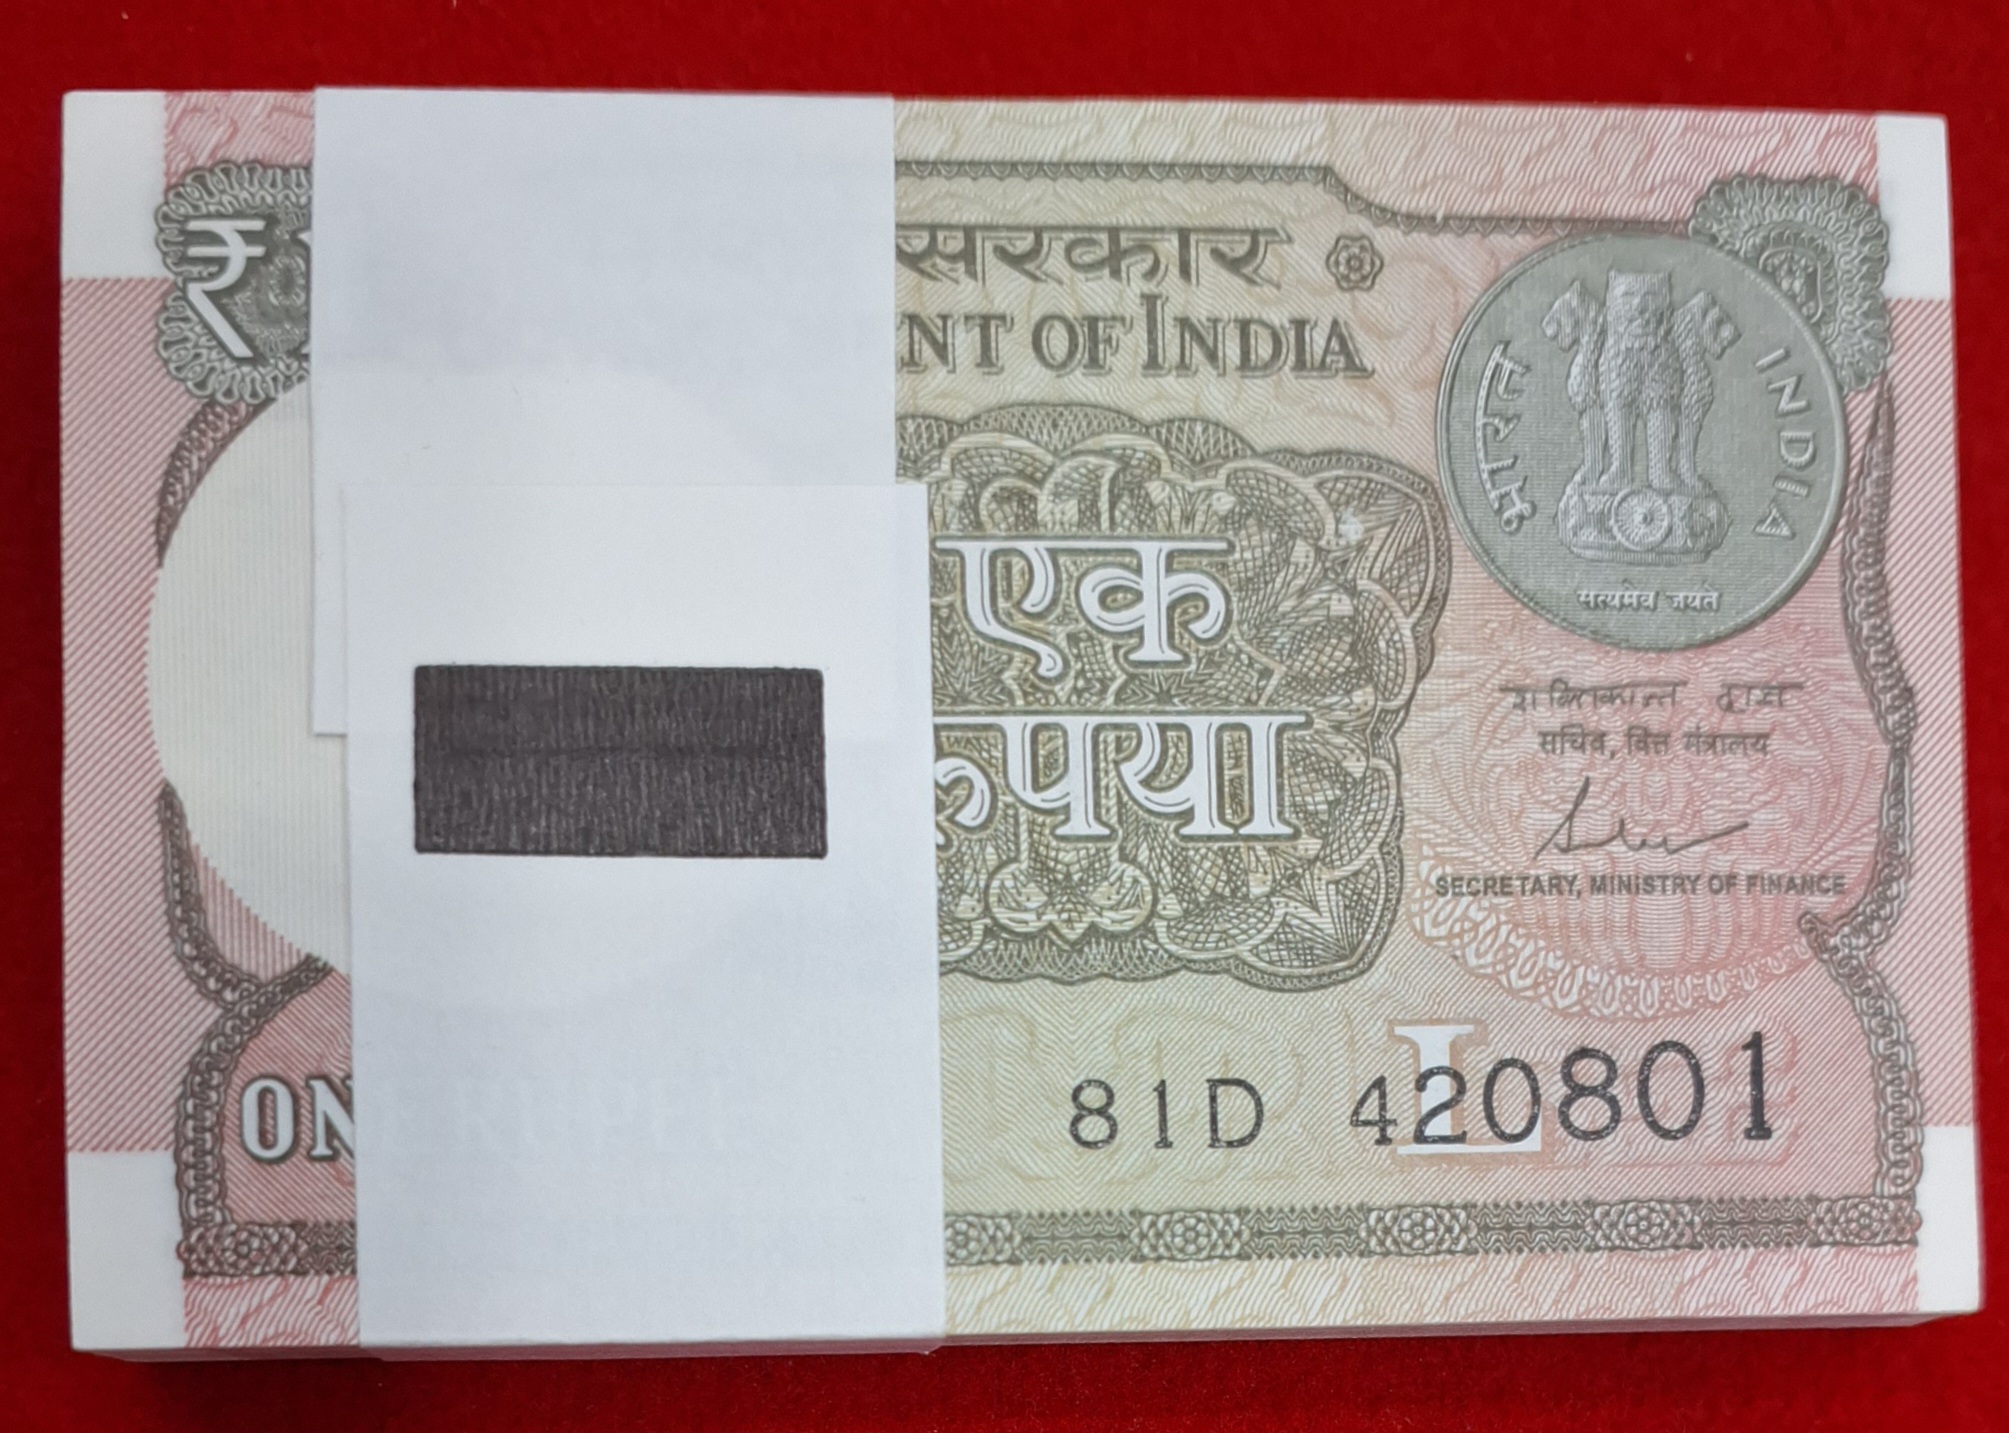 ₹
सरकार
NT OF INDIA
भारत
INDIA
सत्यमेव जयते
एक
रुपया
शक्तिकान्त दास
सचिव, वित्त मंत्रालय
SECRETARY, MINISTRY OF FINANCE
L
ON
81D 420801